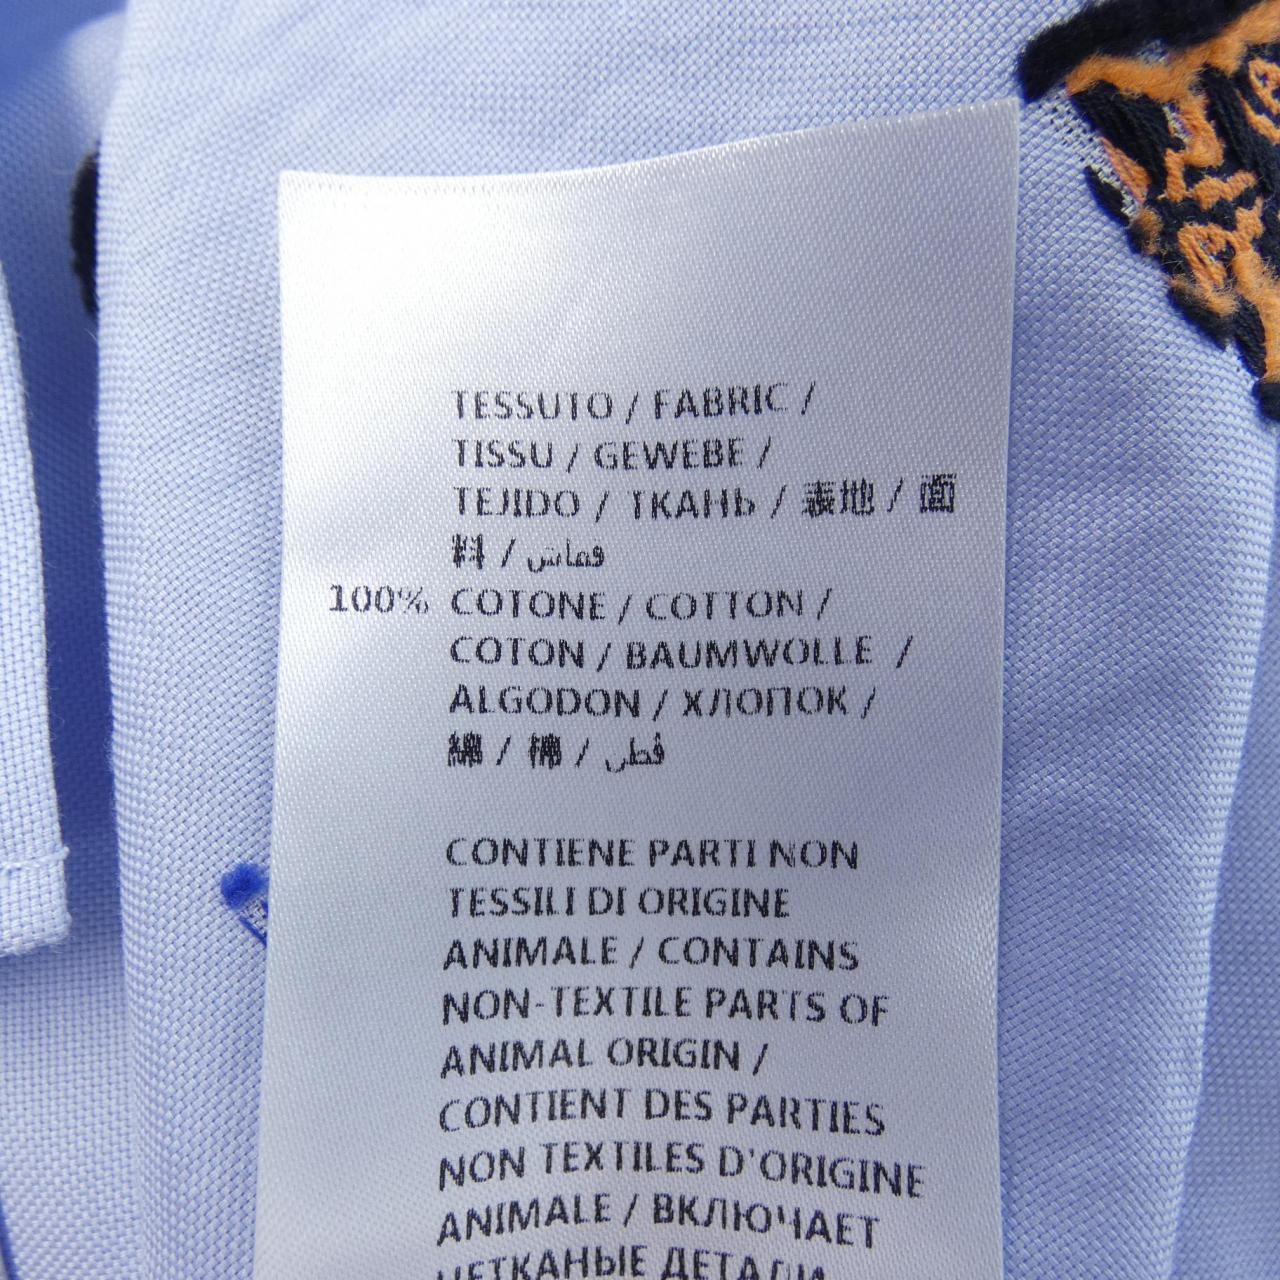 TESSUTO / FABRIC /
TISSU / GEWEBE /
TEJIDO / ТКАНЬ / 表地 / 面
料 / قماش
100% COTONE / COTTON /
COTON / BAUMWOLLE /
ALGODON / ХЛОПОК /
綿 / 棉 / قطن
CONTIENE PARTI NON
TESSILI DI ORIGINE
ANIMALE / CONTAINS
NON-TEXTILE PARTS OF
ANIMAL ORIGIN /
CONTIENT DES PARTIES
NON TEXTILES D'ORIGINE
ANIMALE / ВКЛЮЧАЕТ
НЕТКАНЫЕ ДЕТАЛИ